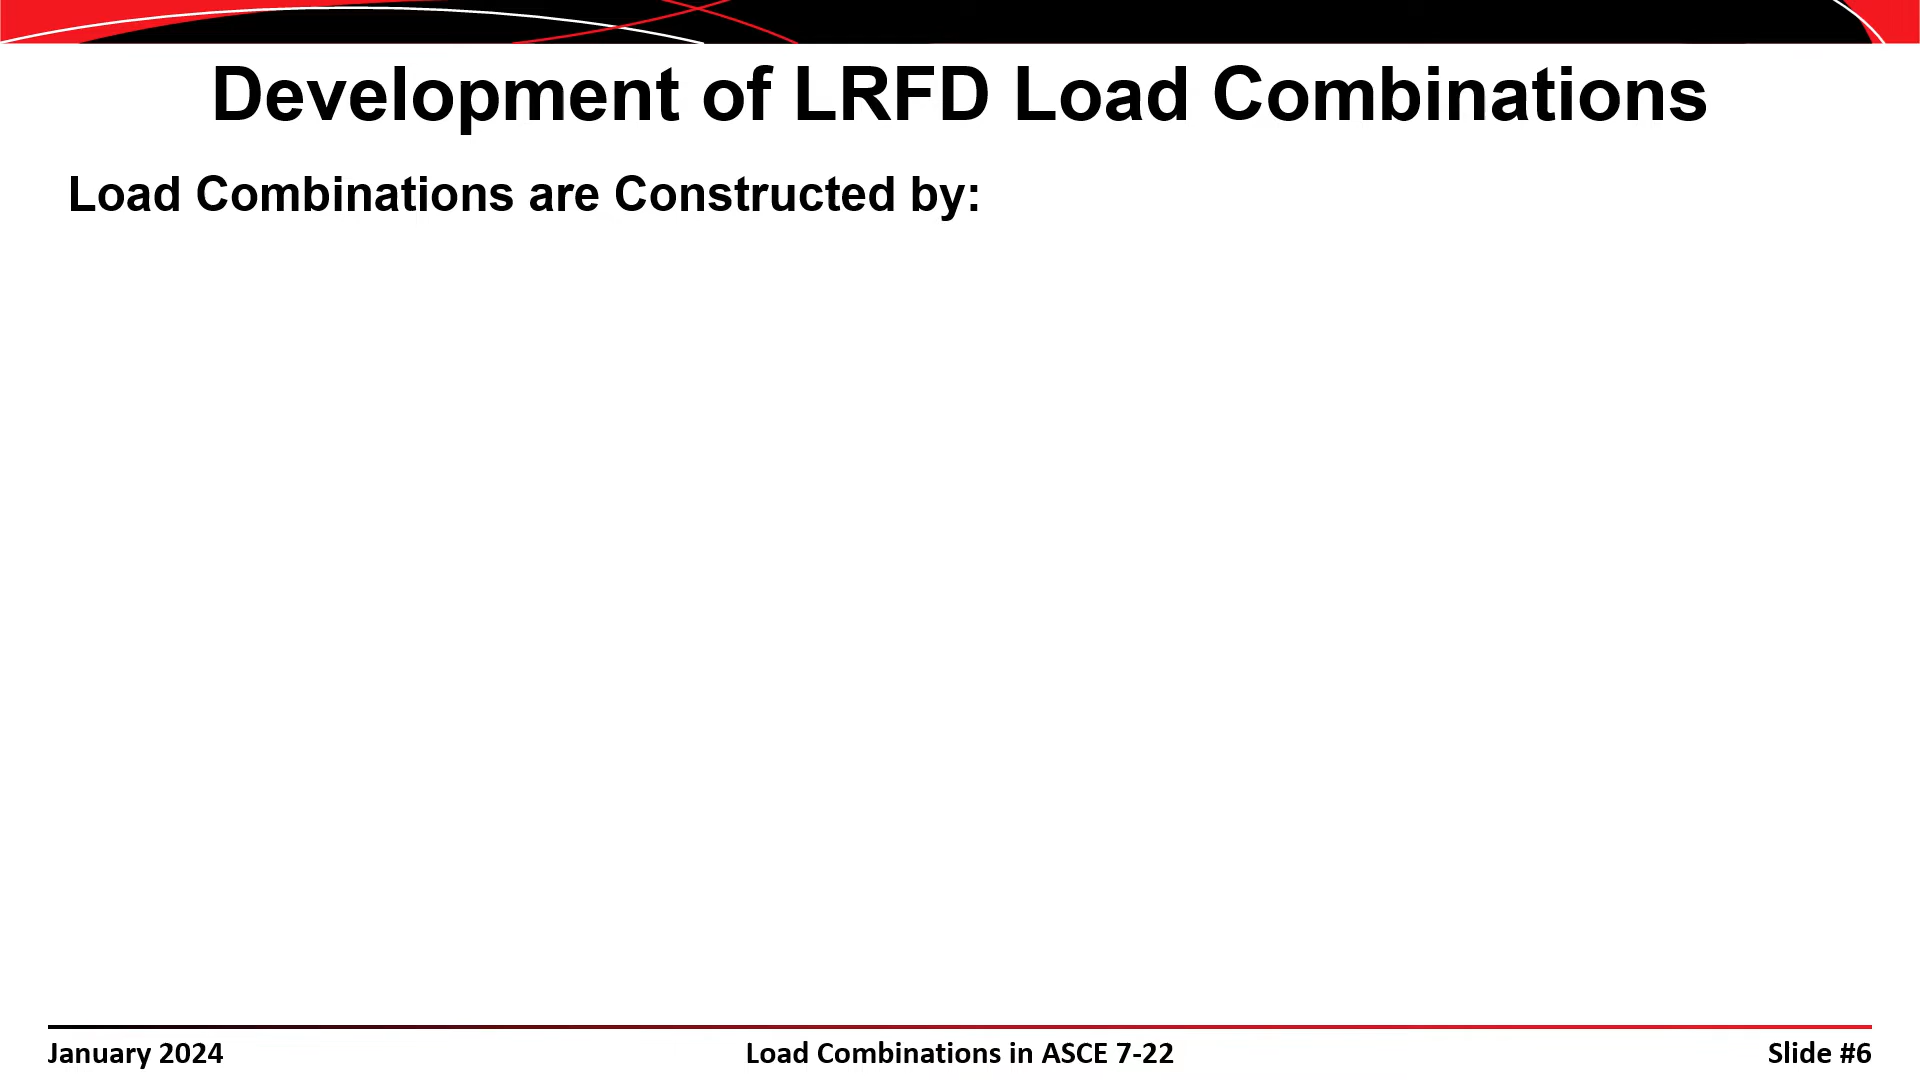 Development of LRFD Load Combinations
Load Combinations are Constructed by:
January 2024
Load Combinations in ASCE 7-22
Slide #6